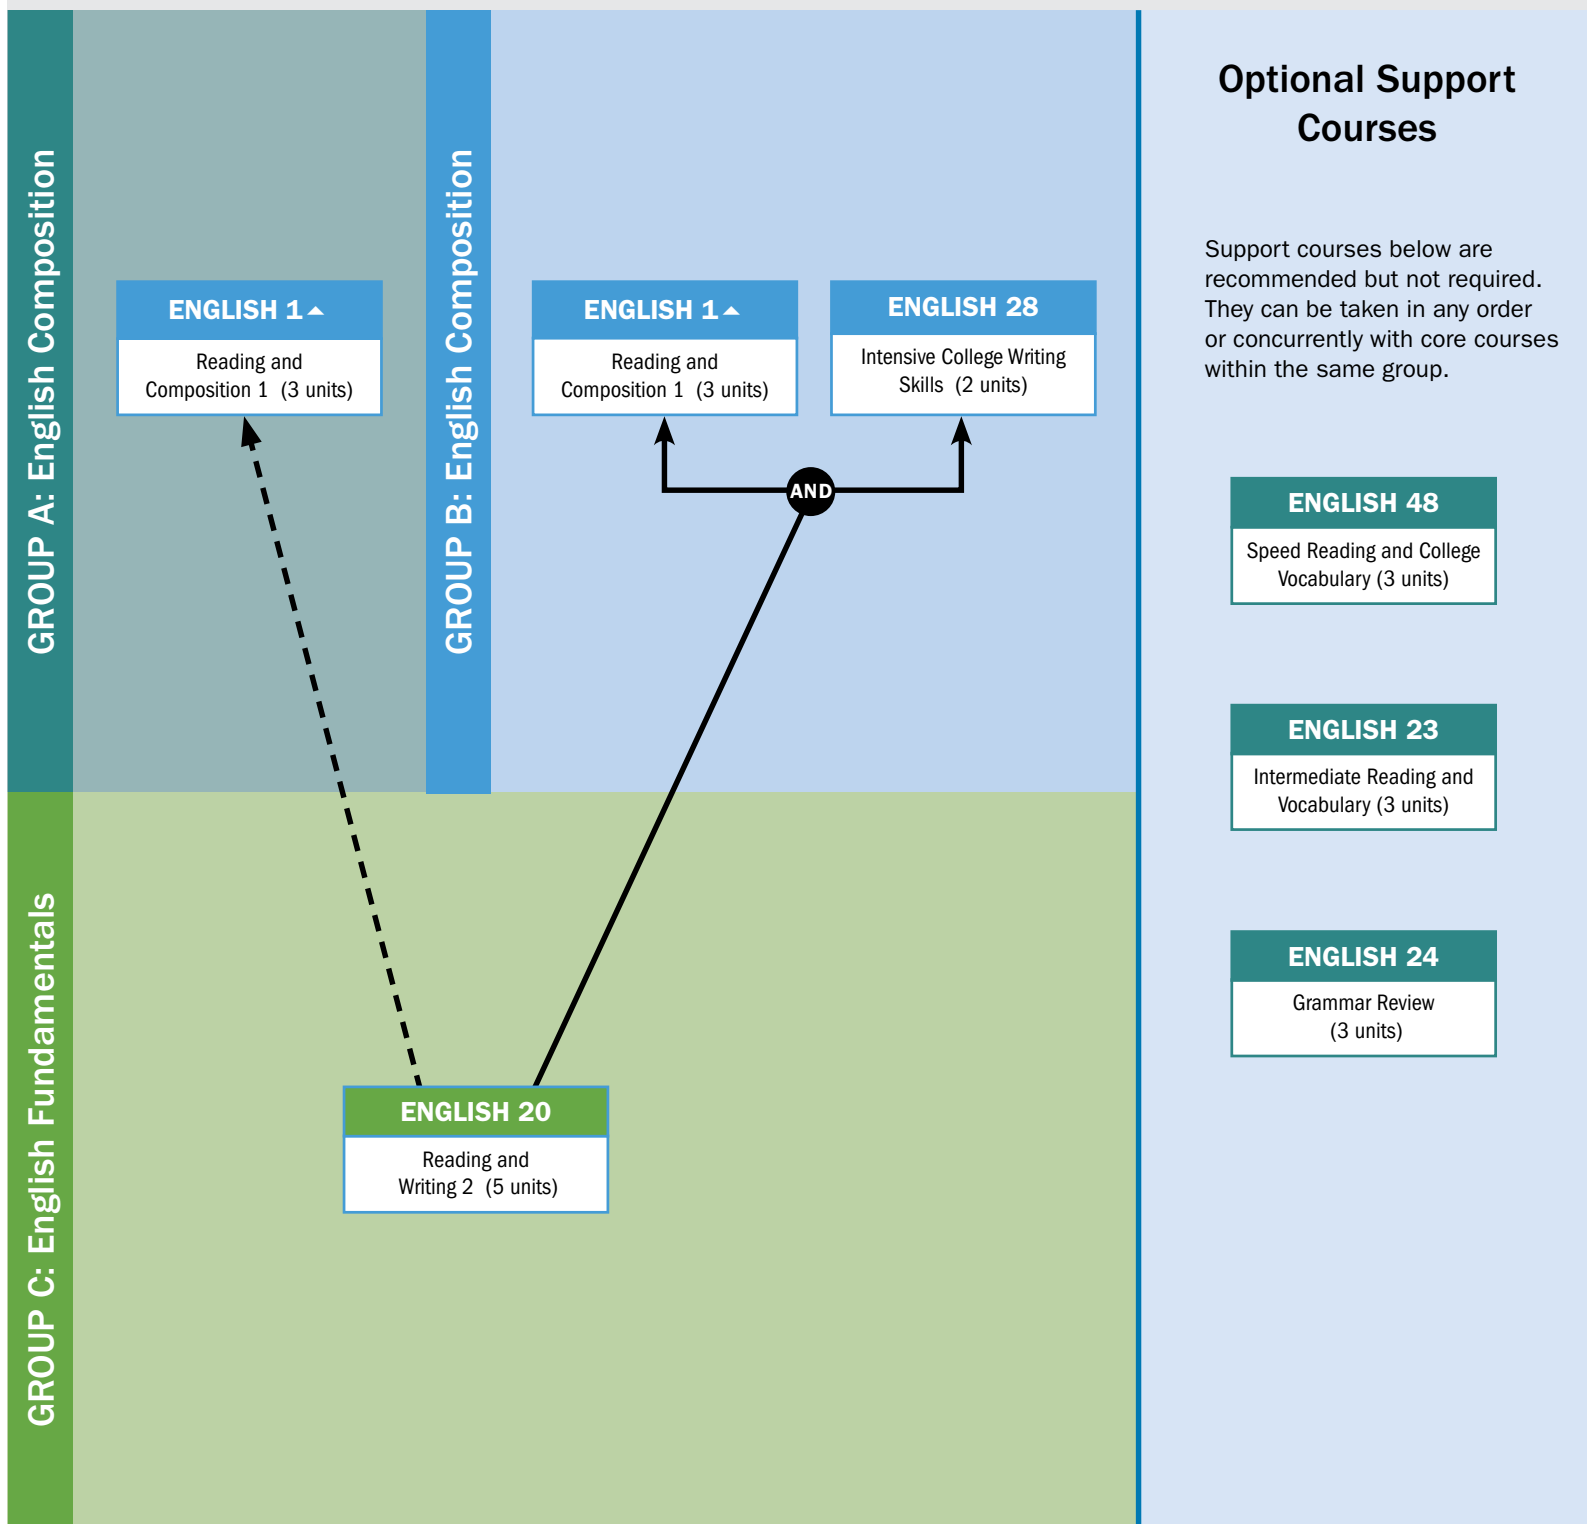 GROUP A: English Composition
ENGLISH 1▲
Reading and
Composition 1 (3 units)
GROUP B: English Composition
ENGLISH 1▲
Reading and
Composition 1 (3 units)
ENGLISH 28
Intensive College Writing
Skills (2 units)
AND
GROUP C: English Fundamentals
ENGLISH 20
Reading and
Writing 2 (5 units)
Optional Support
Courses
Support courses below are
recommended but not required.
They can be taken in any order
or concurrently with core courses
within the same group.
ENGLISH 48
Speed Reading and College
Vocabulary (3 units)
ENGLISH 23
Intermediate Reading and
Vocabulary (3 units)
ENGLISH 24
Grammar Review
(3 units)